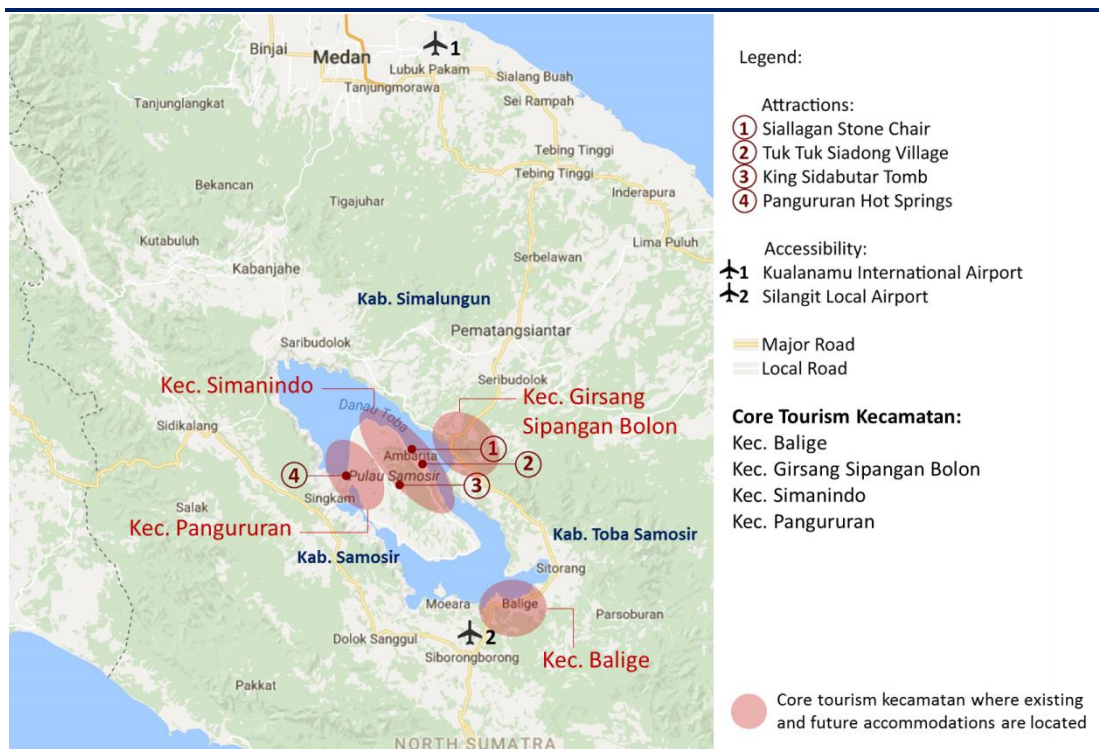 Binjai
Medan
1
Lubuk Pakam
Tanjungmorawa
Sialang Buah
Sei Rampah
Tanjunglangkat
Tebing Tinggi
Tebing Tinggi
Bekancan
Tigajuhar
Inderapura
Kutabuluh
Lima Puluh
Kabanjahe
Serbelawan
Kab. Simalungun
Pematangsiantar
Saribudolok
Seribudolok
Kec. Simanindo
Kec. Girsang
Sipangan Bolon
Danau Toba
Sidikalang
Ambarita
1
2
4
Pulau Samosir
3
Singkam
Salak
Kec. Pangururan
Kab. Toba Samosir
Kab. Samosir
Sitorang
Moeara
Balige
Parsoburan
2
Dolok Sanggul
Siborongborong
Kec. Balige
Pakkat
NORTH SUMATRA
Legend:
Attractions:
1 Siallagan Stone Chair
2 Tuk Tuk Siadong Village
3 King Sidabutar Tomb
4 Pangururan Hot Springs
Accessibility:
1 Kualanamu International Airport
2 Silangit Local Airport
Major Road
Local Road
Core Tourism Kecamatan:
Kec. Balige
Kec. Girsang Sipangan Bolon
Kec. Simanindo
Kec. Pangururan
Core tourism kecamatan where existing
and future accommodations are located